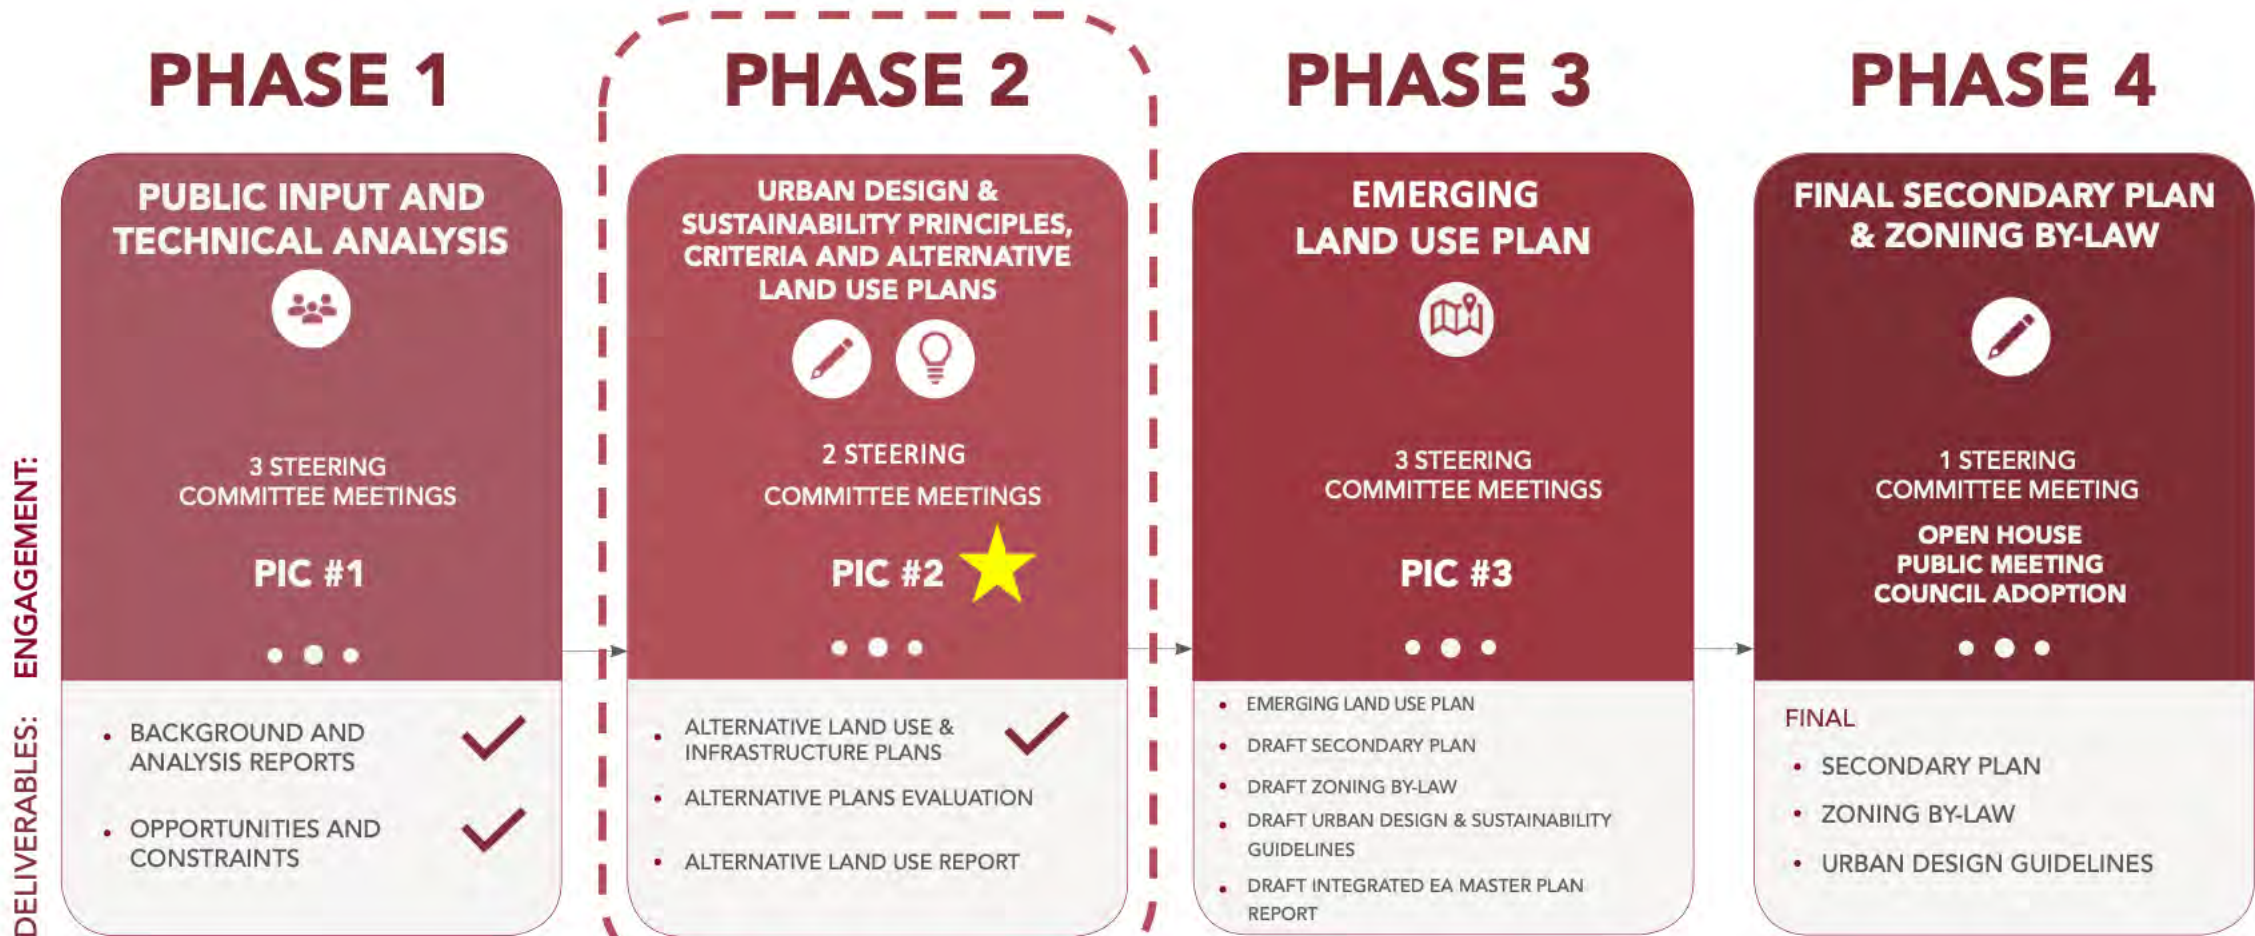 PHASE 1
PUBLIC INPUT AND
TECHNICAL ANALYSIS
3 STEERING
COMMITTEE MEETINGS
PIC #1
BACKGROUND AND
ANALYSIS REPORTS
OPPORTUNITIES AND
CONSTRAINTS
PHASE 2
URBAN DESIGN &
SUSTAINABILITY PRINCIPLES,
CRITERIA AND ALTERNATIVE
LAND USE PLANS
2 STEERING
COMMITTEE MEETINGS
PIC #2
ALTERNATIVE LAND USE &
INFRASTRUCTURE PLANS
ALTERNATIVE PLANS EVALUATION
ALTERNATIVE LAND USE REPORT
PHASE 3
EMERGING
LAND USE PLAN
3 STEERING
COMMITTEE MEETINGS
PIC #3
EMERGING LAND USE PLAN
DRAFT SECONDARY PLAN
DRAFT ZONING BY-LAW
DRAFT URBAN DESIGN & SUSTAINABILITY
GUIDELINES
DRAFT INTEGRATED EA MASTER PLAN
REPORT
PHASE 4
FINAL SECONDARY PLAN
& ZONING BY-LAW
1 STEERING
COMMITTEE MEETING
OPEN HOUSE
PUBLIC MEETING
COUNCIL ADOPTION
FINAL
SECONDARY PLAN
ZONING BY-LAW
URBAN DESIGN GUIDELINES
ENGAGEMENT:
DELIVERABLES: